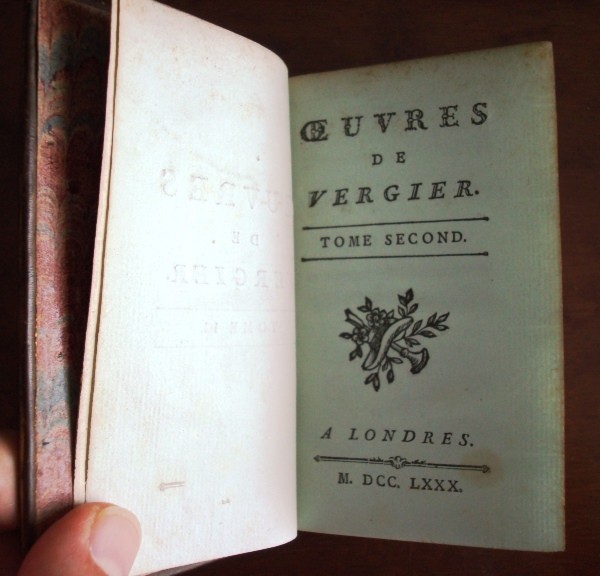 ŒUVRES
DE
VERGIER.
TOME SECOND.
A LONDRES.
M. DCC. LXXX.